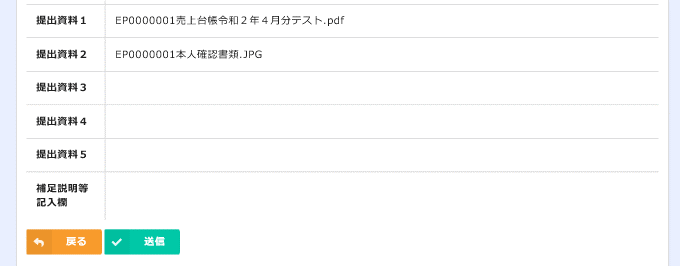 提出資料１ EP0000001売上台帳令和２年４月分テスト.pdf
提出資料２ EP0000001本人確認書類.JPG
提出資料３
提出資料４
提出資料５
補足説明等
記入欄
戻る 送信